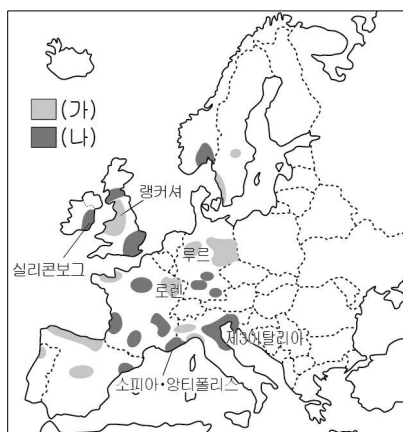 (가)
(나)
랭커셔
실리콘보그
루르
로렌
제3이탈리아
소피아·앙티폴리스